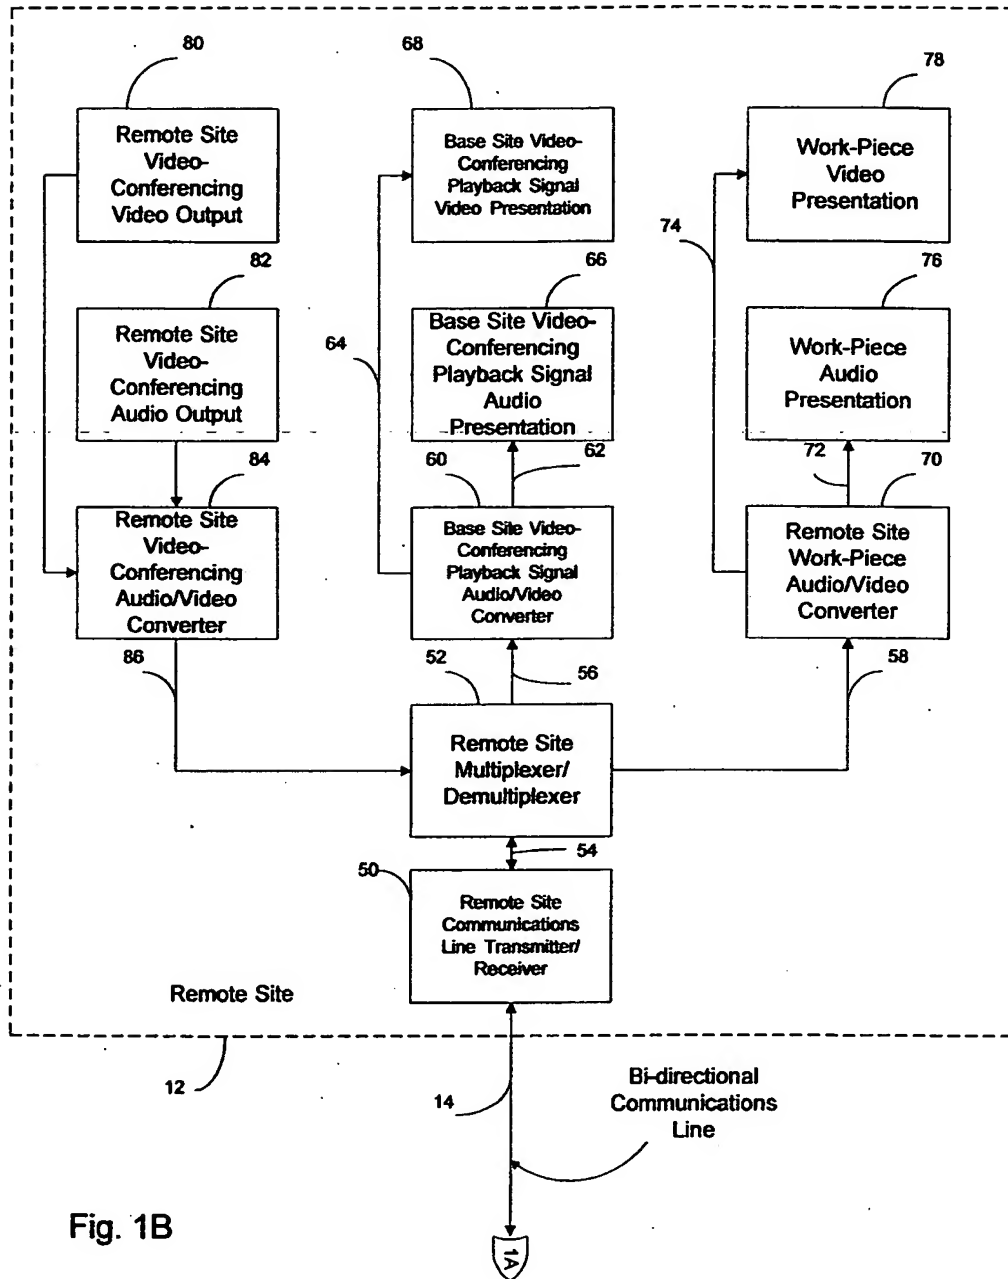 80
68
78
Remote Site
Video-
Conferencing
Video Output
Base Site Video-
Conferencing
Playback Signal
Video Presentation
Work-Piece
Video
Presentation
82
66
74
76
64
Remote Site
Video-
Conferencing
Audio Output
Base Site Video-
Conferencing
Playback Signal
Audio
Presentation
Work-Piece
Audio
Presentation
84
60
62
72
70
Remote Site
Video-
Conferencing
Audio/Video
Converter
Base Site Video-
Conferencing
Playback Signal
Audio/Video
Converter
Remote Site
Work-Piece
Audio/Video
Converter
86
52
56
58
Remote Site
Multiplexer/
Demultiplexer
54
50
Remote Site
Communications
Line Transmitter/
Receiver
Remote Site
12
14
Bi-directional
Communications
Line
Fig. 1B
1A